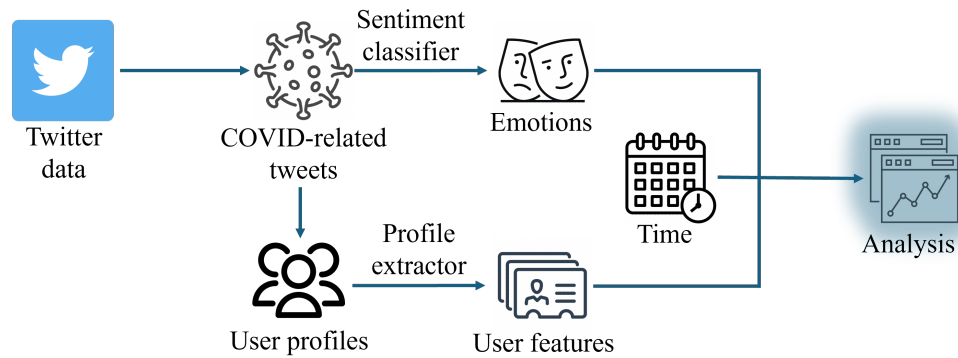 Twitter
data
COVID-related
tweets
Sentiment
classifier
Emotions
Time
User profiles
Profile
extractor
User features
Analysis